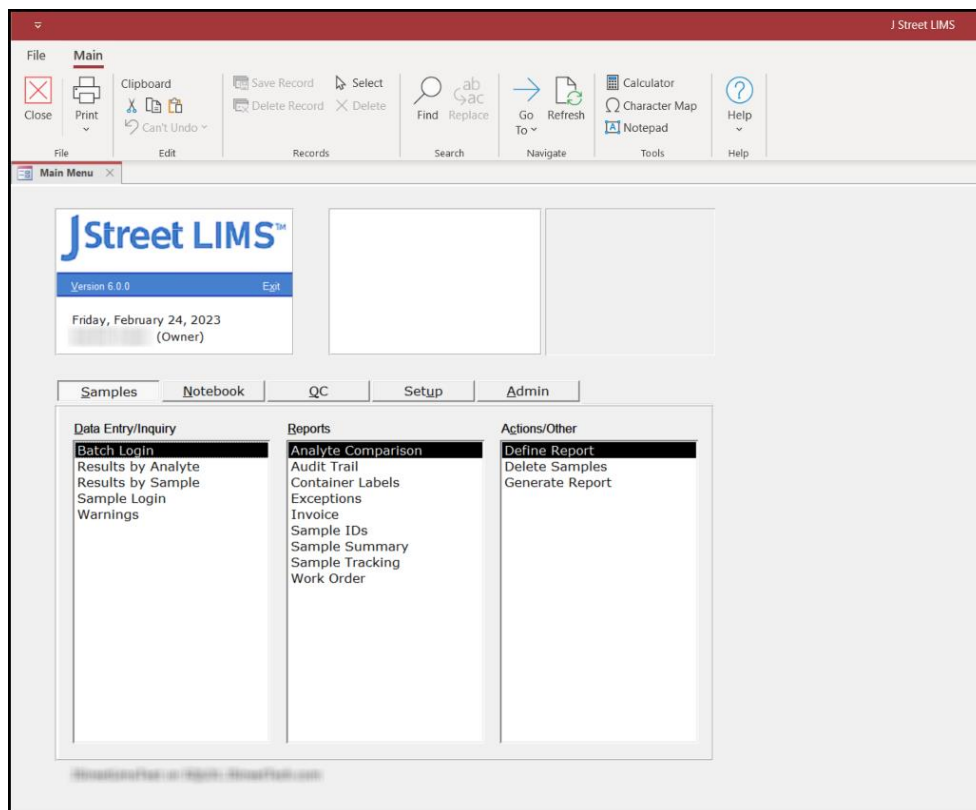 J Street LIMS
File Main
Close
Print
Clipboard
Can't Undo
Save Record
Delete Record
Select
Delete
Find
Replace
Go To
Refresh
Calculator
Character Map
Notepad
Help
File Edit Records Search Navigate Tools Help
Main Menu
J Street LIMS™
Version 6.0.0 Exit
Friday, February 24, 2023
(Owner)
Samples Notebook QC Setup Admin
Data Entry/Inquiry
Batch Login
Results by Analyte
Results by Sample
Sample Login
Warnings
Reports
Analyte Comparison
Audit Trail
Container Labels
Exceptions
Invoice
Sample IDs
Sample Summary
Sample Tracking
Work Order
Actions/Other
Define Report
Delete Samples
Generate Report